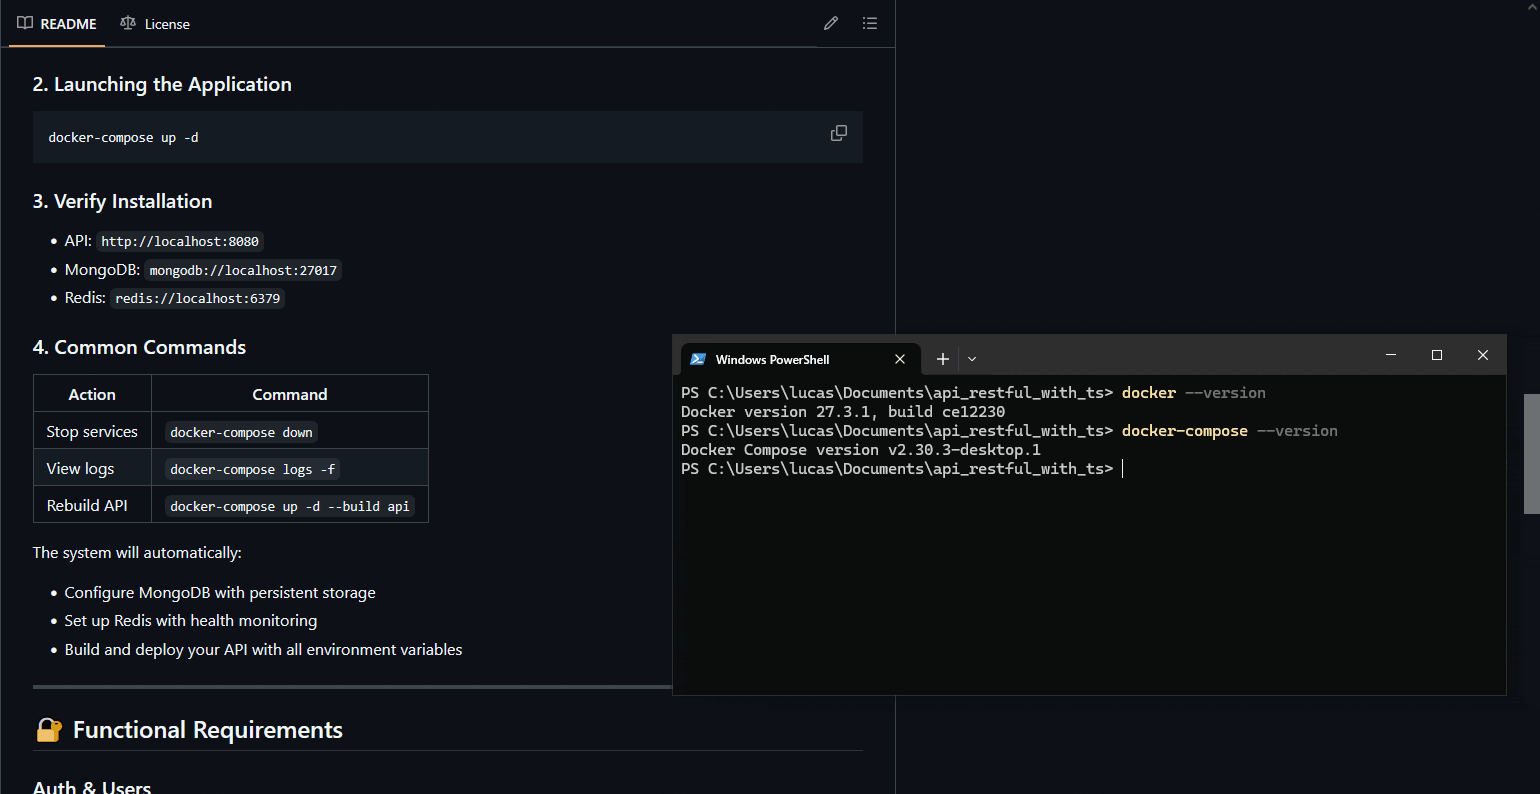 README
License
2. Launching the Application
docker-compose up -d
3. Verify Installation
• API: http://localhost:8080
• MongoDB: mongodb://localhost:27017
• Redis: redis://localhost:6379
4. Common Commands
Action Command
Stop services docker-compose down
View logs docker-compose logs -f
Rebuild API docker-compose up -d --build api
The system will automatically:
• Configure MongoDB with persistent storage
• Set up Redis with health monitoring
• Build and deploy your API with all environment variables
🔐 Functional Requirements
Auth & Users
Windows PowerShell
PS C:\Users\lucas\Documents\api_restful_with_ts> docker --version
Docker version 27.3.1, build ce12230
PS C:\Users\lucas\Documents\api_restful_with_ts> docker-compose --version
Docker Compose version v2.30.3-desktop.1
PS C:\Users\lucas\Documents\api_restful_with_ts>